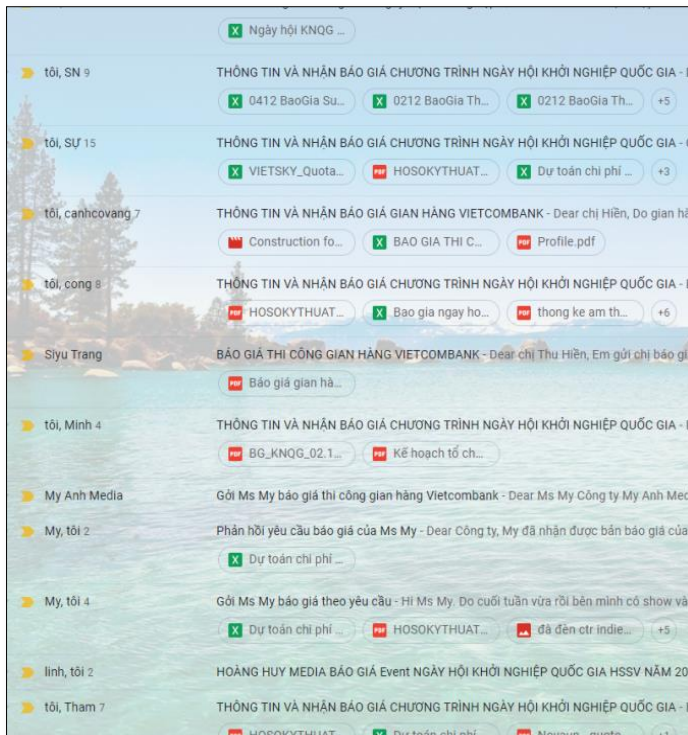 Ngày hội KNQG ...
tôi, SN 9 THÔNG TIN VÀ NHẬN BÁO GIÁ CHƯƠNG TRÌNH NGÀY HỘI KHỞI NGHIỆP QUỐC GIA -
0412 BaoGia Su... 0212 BaoGia Th... 0212 BaoGia Th... +5
tôi, SỰ 15 THÔNG TIN VÀ NHẬN BÁO GIÁ CHƯƠNG TRÌNH NGÀY HỘI KHỞI NGHIỆP QUỐC GIA -
VIETSKY_Quota... HOSOKYTHUAT... Dự toán chi phí ... +3
tôi, canhcovang 7 THÔNG TIN VÀ NHẬN BÁO GIÁ GIAN HÀNG VIETCOMBANK - Dear chị Hiền, Do gian hà
Construction fo... BAO GIA THI C... Profile.pdf
tôi, cong 8 THÔNG TIN VÀ NHẬN BÁO GIÁ CHƯƠNG TRÌNH NGÀY HỘI KHỞI NGHIỆP QUỐC GIA -
HOSOKYTHUAT... Bao gia ngay ho... thong ke am th... +6
Siyu Trang BÁO GIÁ THI CÔNG GIAN HÀNG VIETCOMBANK - Dear chị Thu Hiền, Em gửi chị báo gi
Báo giá gian hà...
tôi, Minh 4 THÔNG TIN VÀ NHẬN BÁO GIÁ CHƯƠNG TRÌNH NGÀY HỘI KHỞI NGHIỆP QUỐC GIA -
BG_KNQG_02.1... Kế hoạch tổ ch...
My Anh Media Gởi Ms My báo giá thi công gian hàng Vietcombank - Dear Ms My Công ty My Anh Med
My, tôi 2 Phản hồi yêu cầu báo giá của Ms My - Dear Công ty, My đã nhận được bản báo giá của
Dự toán chi phí ...
My, tôi 4 Gởi Ms My báo giá theo yêu cầu - Hi Ms My. Do cuối tuần vừa rồi bên mình có show và
Dự toán chi phí ... HOSOKYTHUAT... đã đèn ctr indie... +5
linh, tôi 2 HOÀNG HUY MEDIA BÁO GIÁ Event NGÀY HỘI KHỞI NGHIỆP QUỐC GIA HSSV NĂM 20
tôi, Tham 7 THÔNG TIN VÀ NHẬN BÁO GIÁ CHƯƠNG TRÌNH NGÀY HỘI KHỞI NGHIỆP QUỐC GIA -
HOSOKYTHUAT Dự toán chi phí